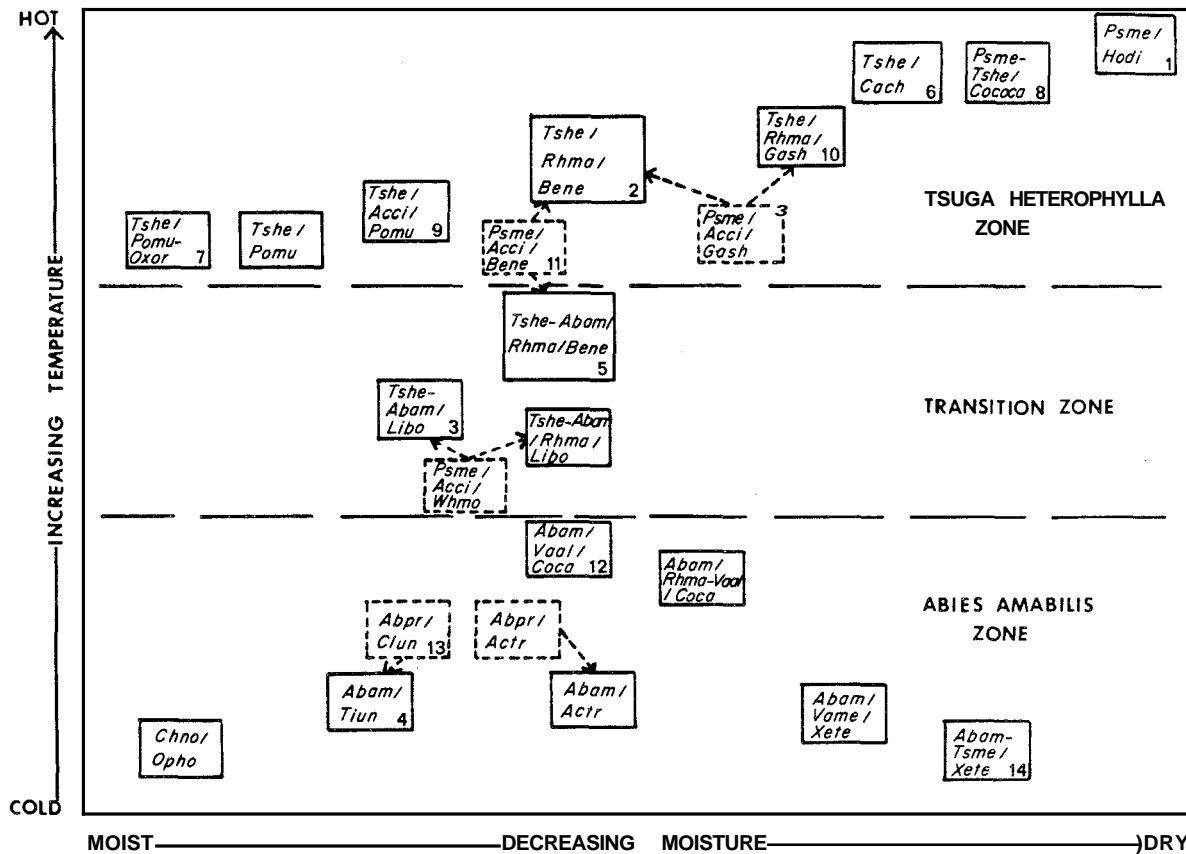 HOT
INCREASING TEMPERATURE
COLD
Psme/
Hodi 1
Tshe/
Cach 6
Psme-
Tshe/
Cococa 8
Tshe/
Rhma/
Gash 10
Tshe/
Rhma/
Bene 2
Tshe/
Acci/
Pomu 9
Tshe/
Pomu-
Oxor 7
Tshe/
Pomu
Psme/
Acci/
Bene 11
Psme/ 3
Acci/
Gash
TSUGA HETEROPHYLLA
ZONE
Tshe-Abam/
Rhma/Bene
5
Tshe-
Abam/
Libo 3
Tshe-Abam
/Rhma/
Libo
Psme/
Acci/
Whmo
TRANSITION ZONE
Abam/
Vaal/
Coca 12
Abam/
Rhma-Vaal
/Coca
Abpr/
Clun 13
Abpr/
Actr
ABIES AMABILIS
ZONE
Abam/
Tiun 4
Abam/
Actr
Abam/
Vame/
Xete
Chno/
Opho
Abam-
Tsme/
Xete 14
MOIST DECREASING MOISTURE )DRY